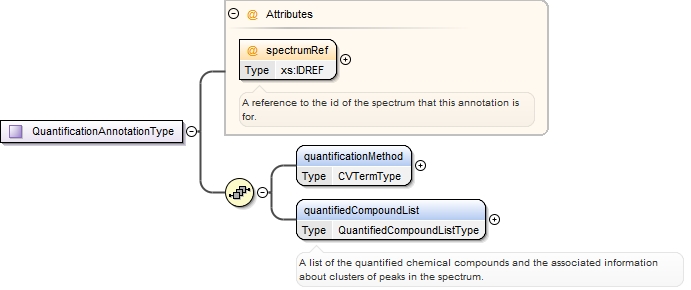 @ Attributes
@ spectrumRef
Type xs:IDREF
A reference to the id of the spectrum that this annotation is
for.
QuantificationAnnotationType
quantificationMethod
Type CVTermType
quantifiedCompoundList
Type QuantifiedCompoundListType
A list of the quantified chemical compounds and the associated information
about clusters of peaks in the spectrum.